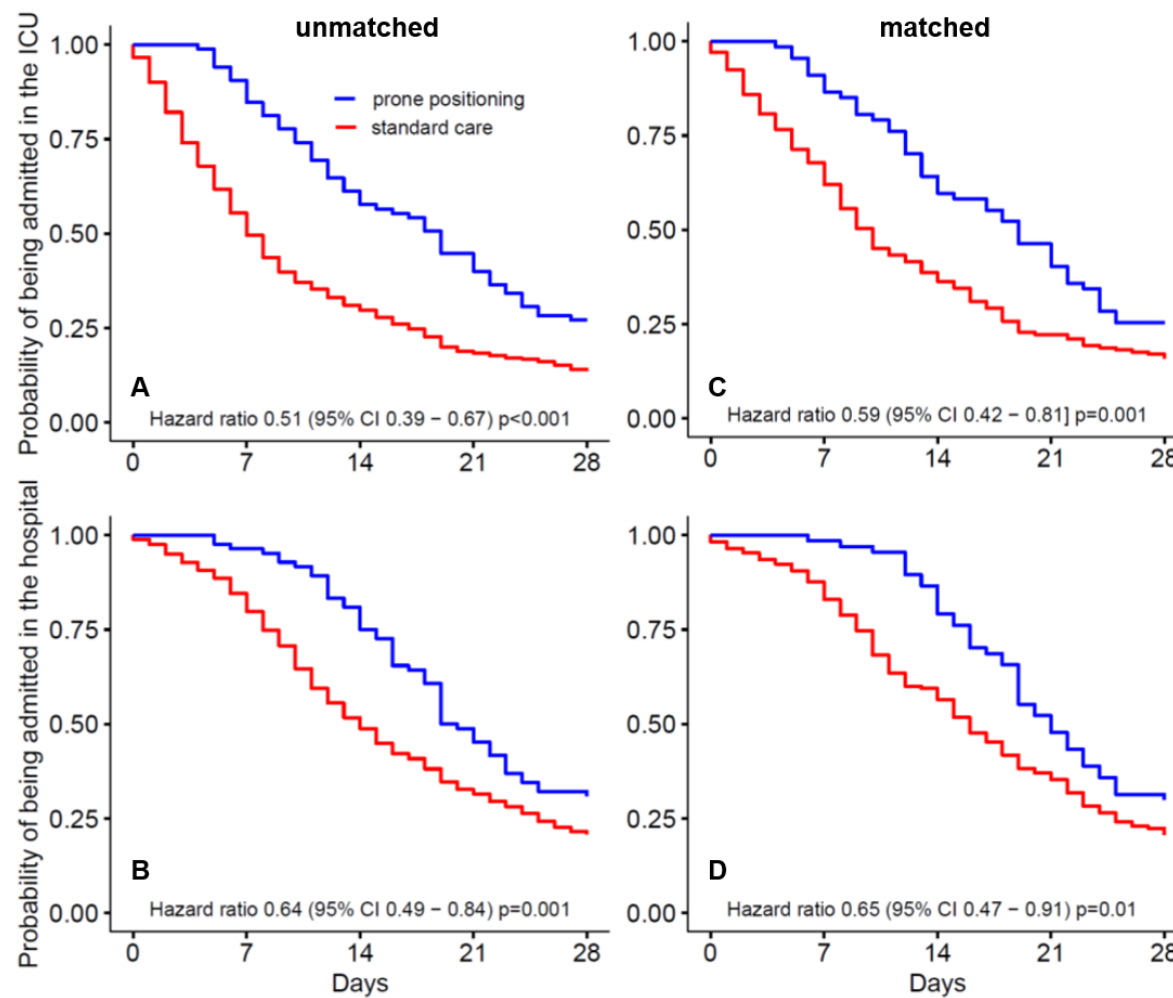 unmatched
matched
Probability of being admitted in the ICU
1.00
0.75
0.50
0.25
0.00
prone positioning
standard care
A
Hazard ratio 0.51 (95% CI 0.39 − 0.67) p<0.001
0 7 14 21 28
1.00
0.75
0.50
0.25
0.00
C
Hazard ratio 0.59 (95% CI 0.42 − 0.81] p=0.001
0 7 14 21 28
Probability of being admitted in the hospital
1.00
0.75
0.50
0.25
0.00
B
Hazard ratio 0.64 (95% CI 0.49 − 0.84) p=0.001
0 7 14 21 28
Days
1.00
0.75
0.50
0.25
0.00
D
Hazard ratio 0.65 (95% CI 0.47 − 0.91) p=0.01
0 7 14 21 28
Days